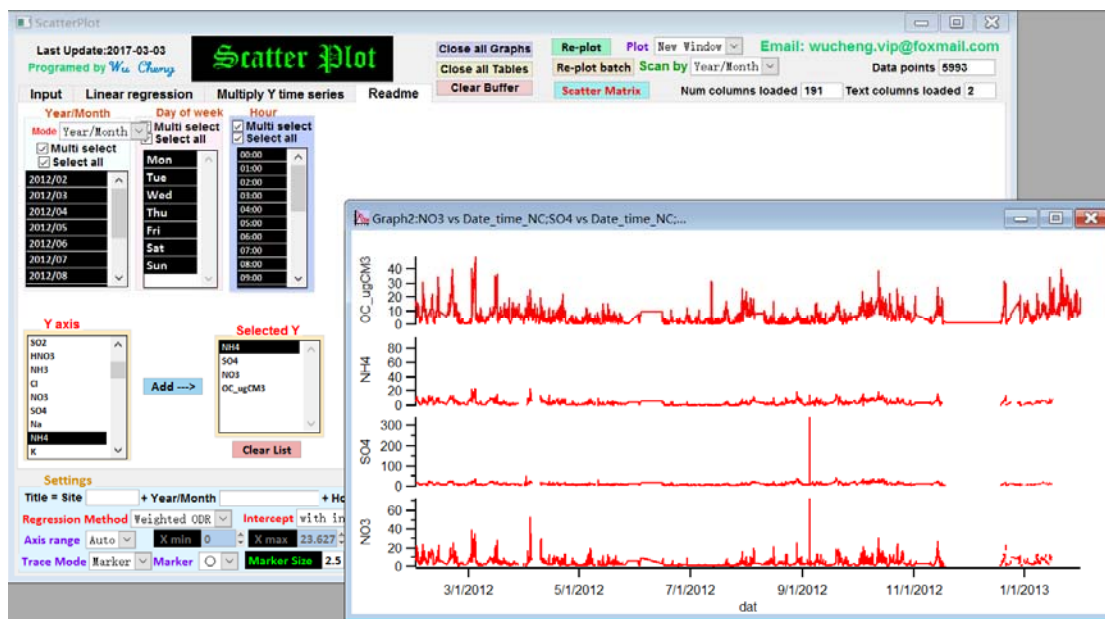 ScatterPlot
Last Update:2017-03-03
Programed by Wu Cheng
Scatter Plot
Close all Graphs
Close all Tables
Clear Buffer
Re-plot
Plot New Window
Email: wucheng.vip@foxmail.com
Re-plot batch
Scan by Year/Month
Data points 5993
Scatter Matrix
Num columns loaded 191
Text columns loaded 2
Input
Linear regression
Multiply Y time series
Readme
Year/Month
Mode Year/Month
Multi select
Select all
2012/02
2012/03
2012/04
2012/05
2012/06
2012/07
2012/08
Day of week
Multi select
Select all
Mon
Tue
Wed
Thu
Fri
Sat
Sun
Hour
Multi select
Select all
00:00
01:00
02:00
03:00
04:00
05:00
06:00
07:00
08:00
09:00
Y axis
SO2
HNO3
NH3
Cl
NO3
SO4
Na
NH4
K
Add --->
Selected Y
NH4
SO4
NO3
OC_ugCM3
Clear List
Settings
Title = Site
+ Year/Month
+ Ho
Regression Method Weighted ODR
Intercept with in
Axis range Auto
X min 0
X max 23.627
Trace Mode Marker
Marker
Marker Size 2.5
Graph2:NO3 vs Date_time_NC;SO4 vs Date_time_NC;...
OC_ugCM3
40
30
20
10
0
NH4
80
60
40
20
0
SO4
300
200
100
0
NO3
60
40
20
0
3/1/2012
5/1/2012
7/1/2012
9/1/2012
11/1/2012
1/1/2013
dat